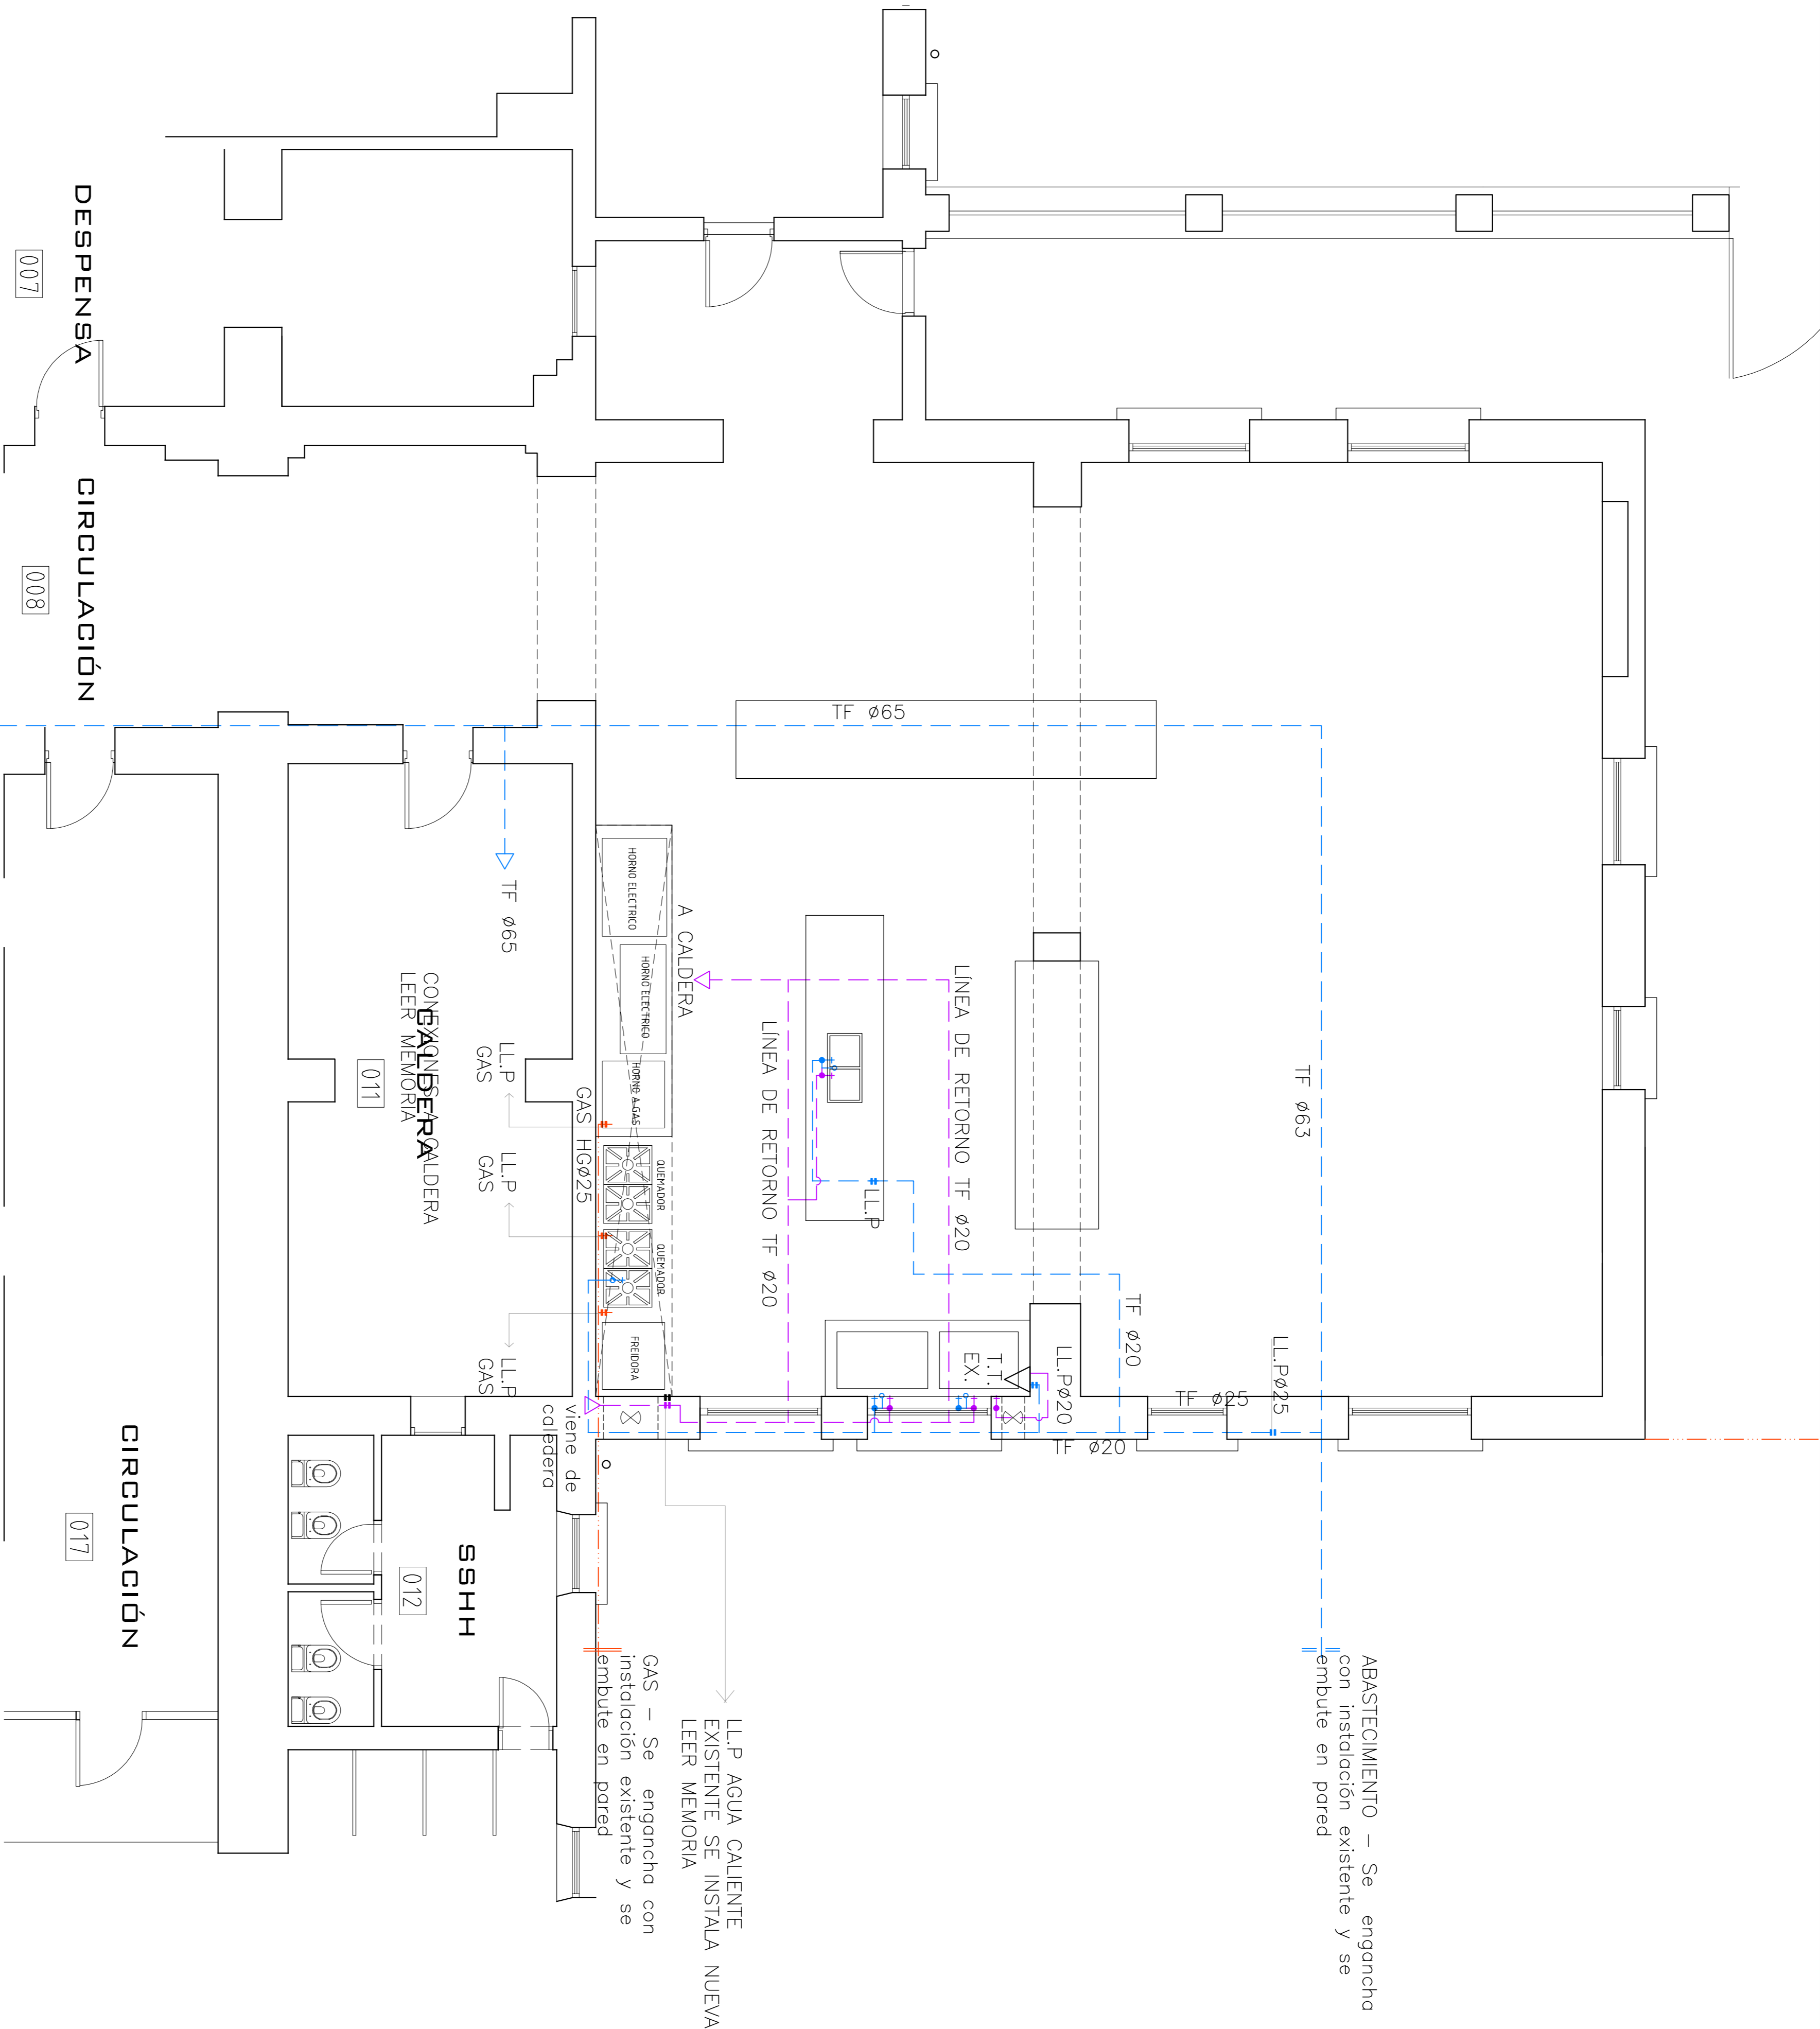 DESPENSA
007
CIRCULACIÓN
008
TF ø65
TF ø65
A CALDERA
HORNO ELECTRICO
HORNO ELECTRICO
HORNO A GAS
QUEMADOR
QUEMADOR
FREIDORA
LÍNEA DE RETORNO TF ø20
LÍNEA DE RETORNO TF ø20
TF ø63
CONEXIONES A CALDERA
LEER MEMORIA
CALDERA
011
LL.P
GAS
LL.P
GAS
LL.P
GAS
GAS HGØ25
LL.P
TF ø20
LL.Pø25
LL.Pø20
T.T.
EX.
TF ø25
TF ø20
viene de
caledera
CIRCULACIÓN
017
SSHH
012
ABASTECIMIENTO – Se engancha
con instalación existente y se
embute en pared
GAS – Se engancha con
instalación existente y se
embute en pared
LL.P AGUA CALIENTE
EXISTENTE SE INSTALA NUEVA
LEER MEMORIA